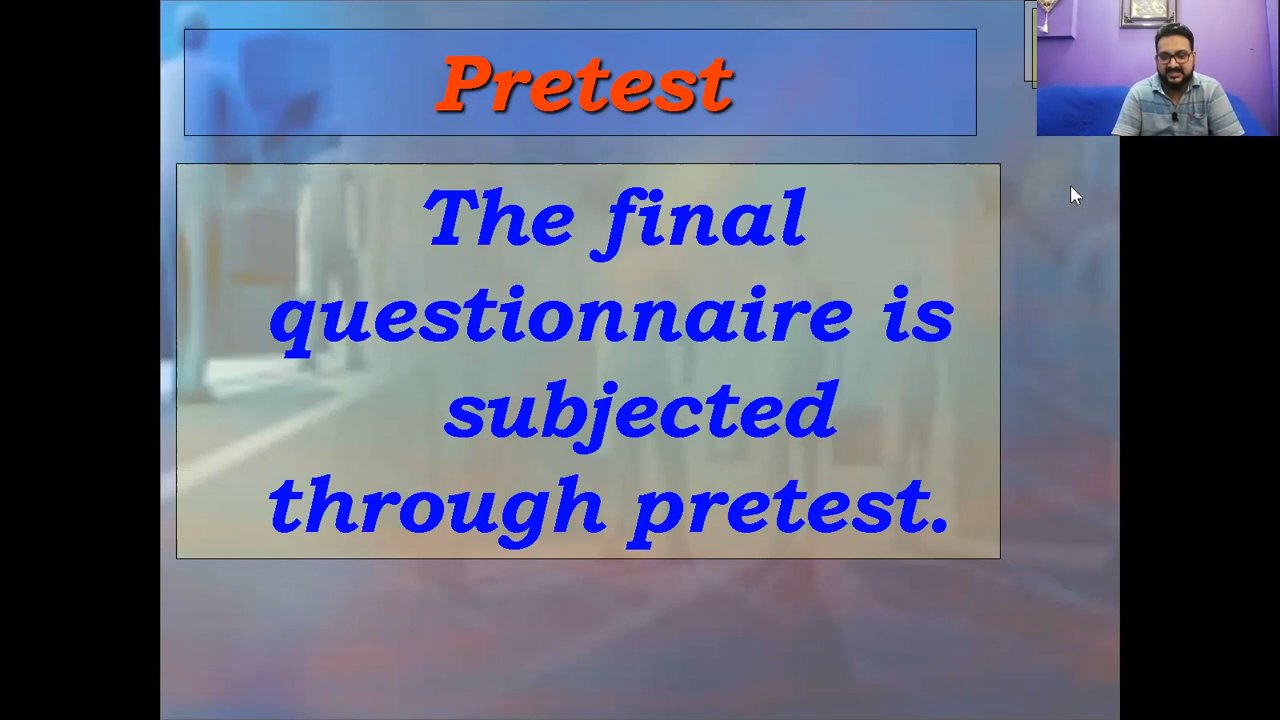 Pretest
The final
questionnaire is
subjected
through pretest.